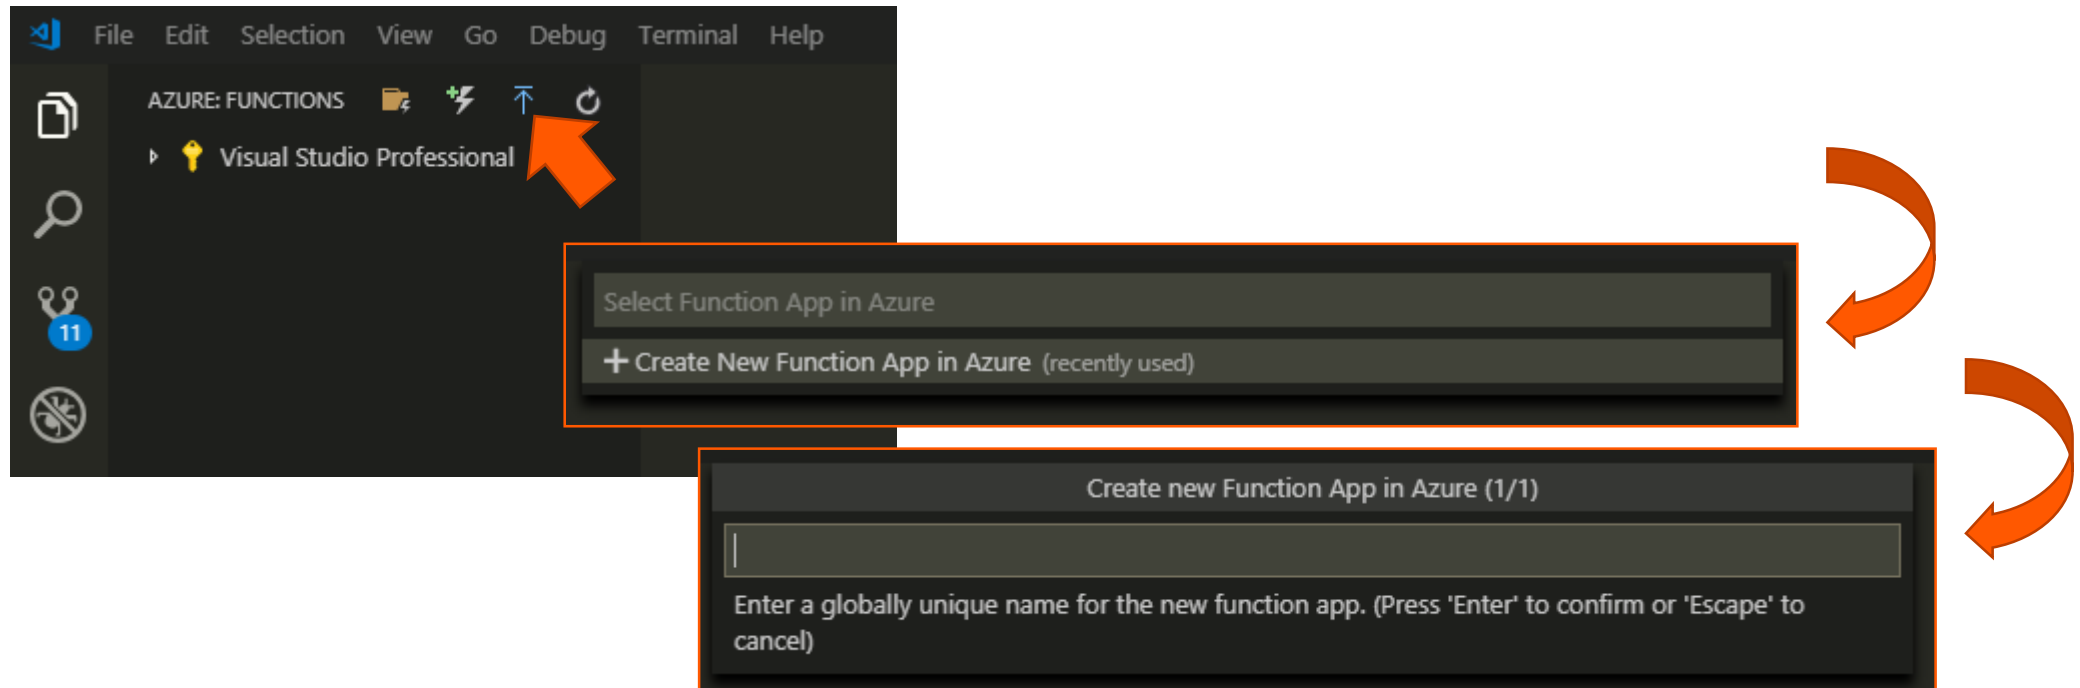 File Edit Selection View Go Debug Terminal Help
AZURE: FUNCTIONS
Visual Studio Professional
11
Select Function App in Azure
Create New Function App in Azure (recently used)
Create new Function App in Azure (1/1)
Enter a globally unique name for the new function app. (Press 'Enter' to confirm or 'Escape' to
cancel)